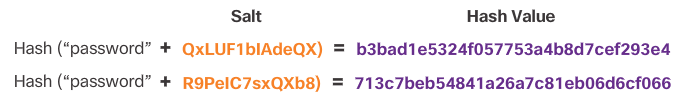 Salt Hash Value
Hash (“password” + QxLUF1bIAdeQX) = b3bad1e5324f057753a4b8d7cef293e4
Hash (“password” + R9PeIC7sxQXb8) = 713c7beb54841a26a7c81eb06d6cf066